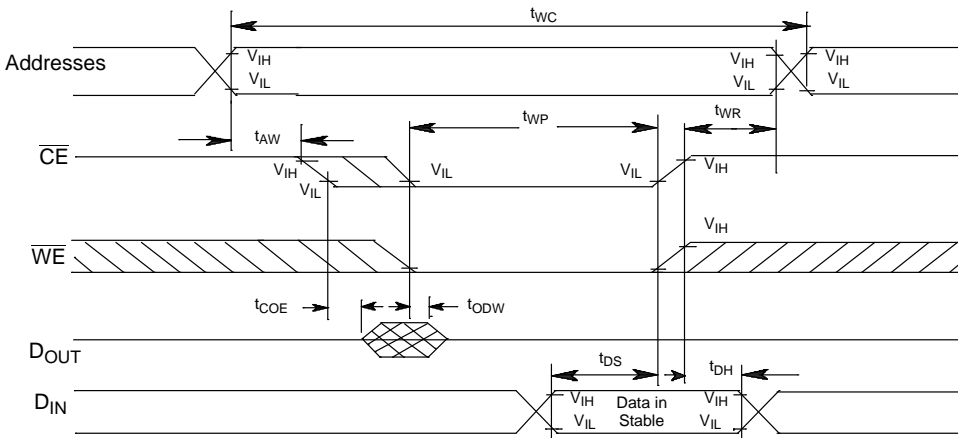 tWC
Addresses VIH VIH VIH
VIL VIL VIL
tWR
tWP
tAW
CE
VIH VIH
VIL VIL VIL
VIH
WE
tCOE tODW
DOUT
tDS tDH
DIN VIH Data in VIH
VIL Stable VIL